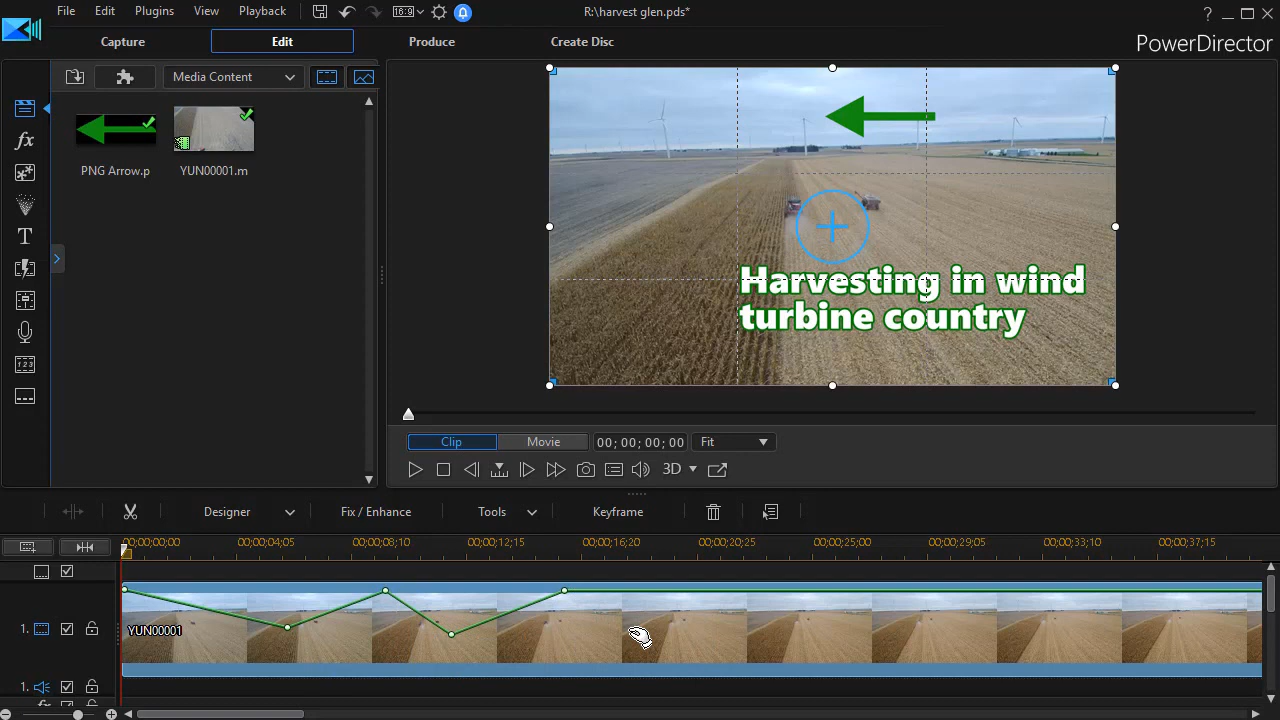 File Edit Plugins View Playback 16:9 R:\harvest glen.pds* ?
Capture Edit Produce Create Disc PowerDirector
Media Content
fx
PNG Arrow.p YUN00001.m
T
Harvesting in wind
turbine country
Clip Movie 00; 00; 00; 00 Fit
3D
Designer Fix / Enhance Tools Keyframe
00;00;00;00 00;00;04;05 00;00;08;10 00;00;12;15 00;00;16;20 00;00;20;25 00;00;25;00 00;00;29;05 00;00;33;10 00;00;37;15
1. YUN00001
1.